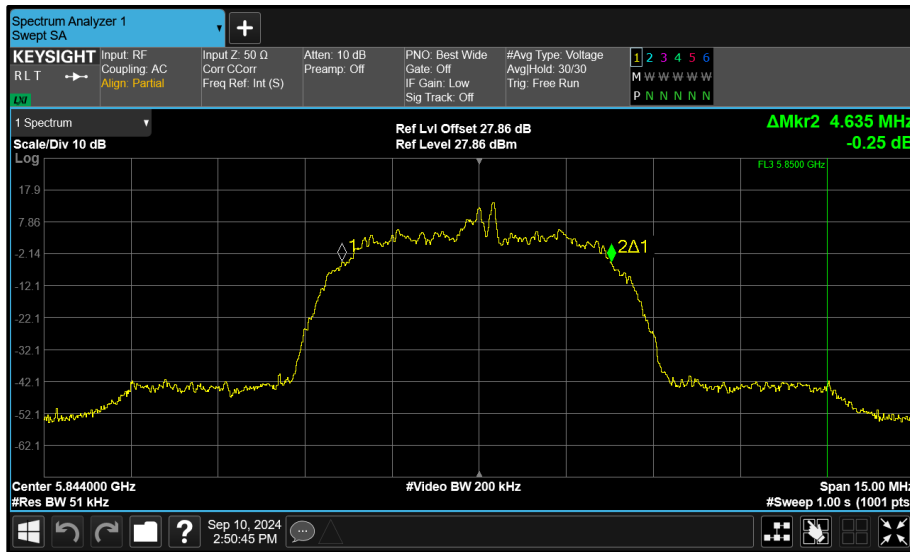 Spectrum Analyzer 1
Swept SA
+
KEYSIGHT Input: RF Input Z: 50 Ω Atten: 10 dB PNO: Best Wide #Avg Type: Voltage 1 2 3 4 5 6
RLT Coupling: AC Corr CCorr Preamp: Off Gate: Off Avg|Hold: 30/30 M W W W W W
Align: Partial Freq Ref: Int (S) IF Gain: Low Trig: Free Run P N N N N N
LXI Sig Track: Off
1 Spectrum Ref Lvl Offset 27.86 dB ΔMkr2 4.635 MHz
Scale/Div 10 dB Ref Level 27.86 dBm -0.25 dB
Log FL3 5.8500 GHz
17.9
7.86
1 2Δ1
-2.14
-12.1
-22.1
-32.1
-42.1
-52.1
-62.1
Center 5.844000 GHz #Video BW 200 kHz Span 15.00 MHz
#Res BW 51 kHz #Sweep 1.00 s (1001 pts
? Sep 10, 2024
2:50:45 PM